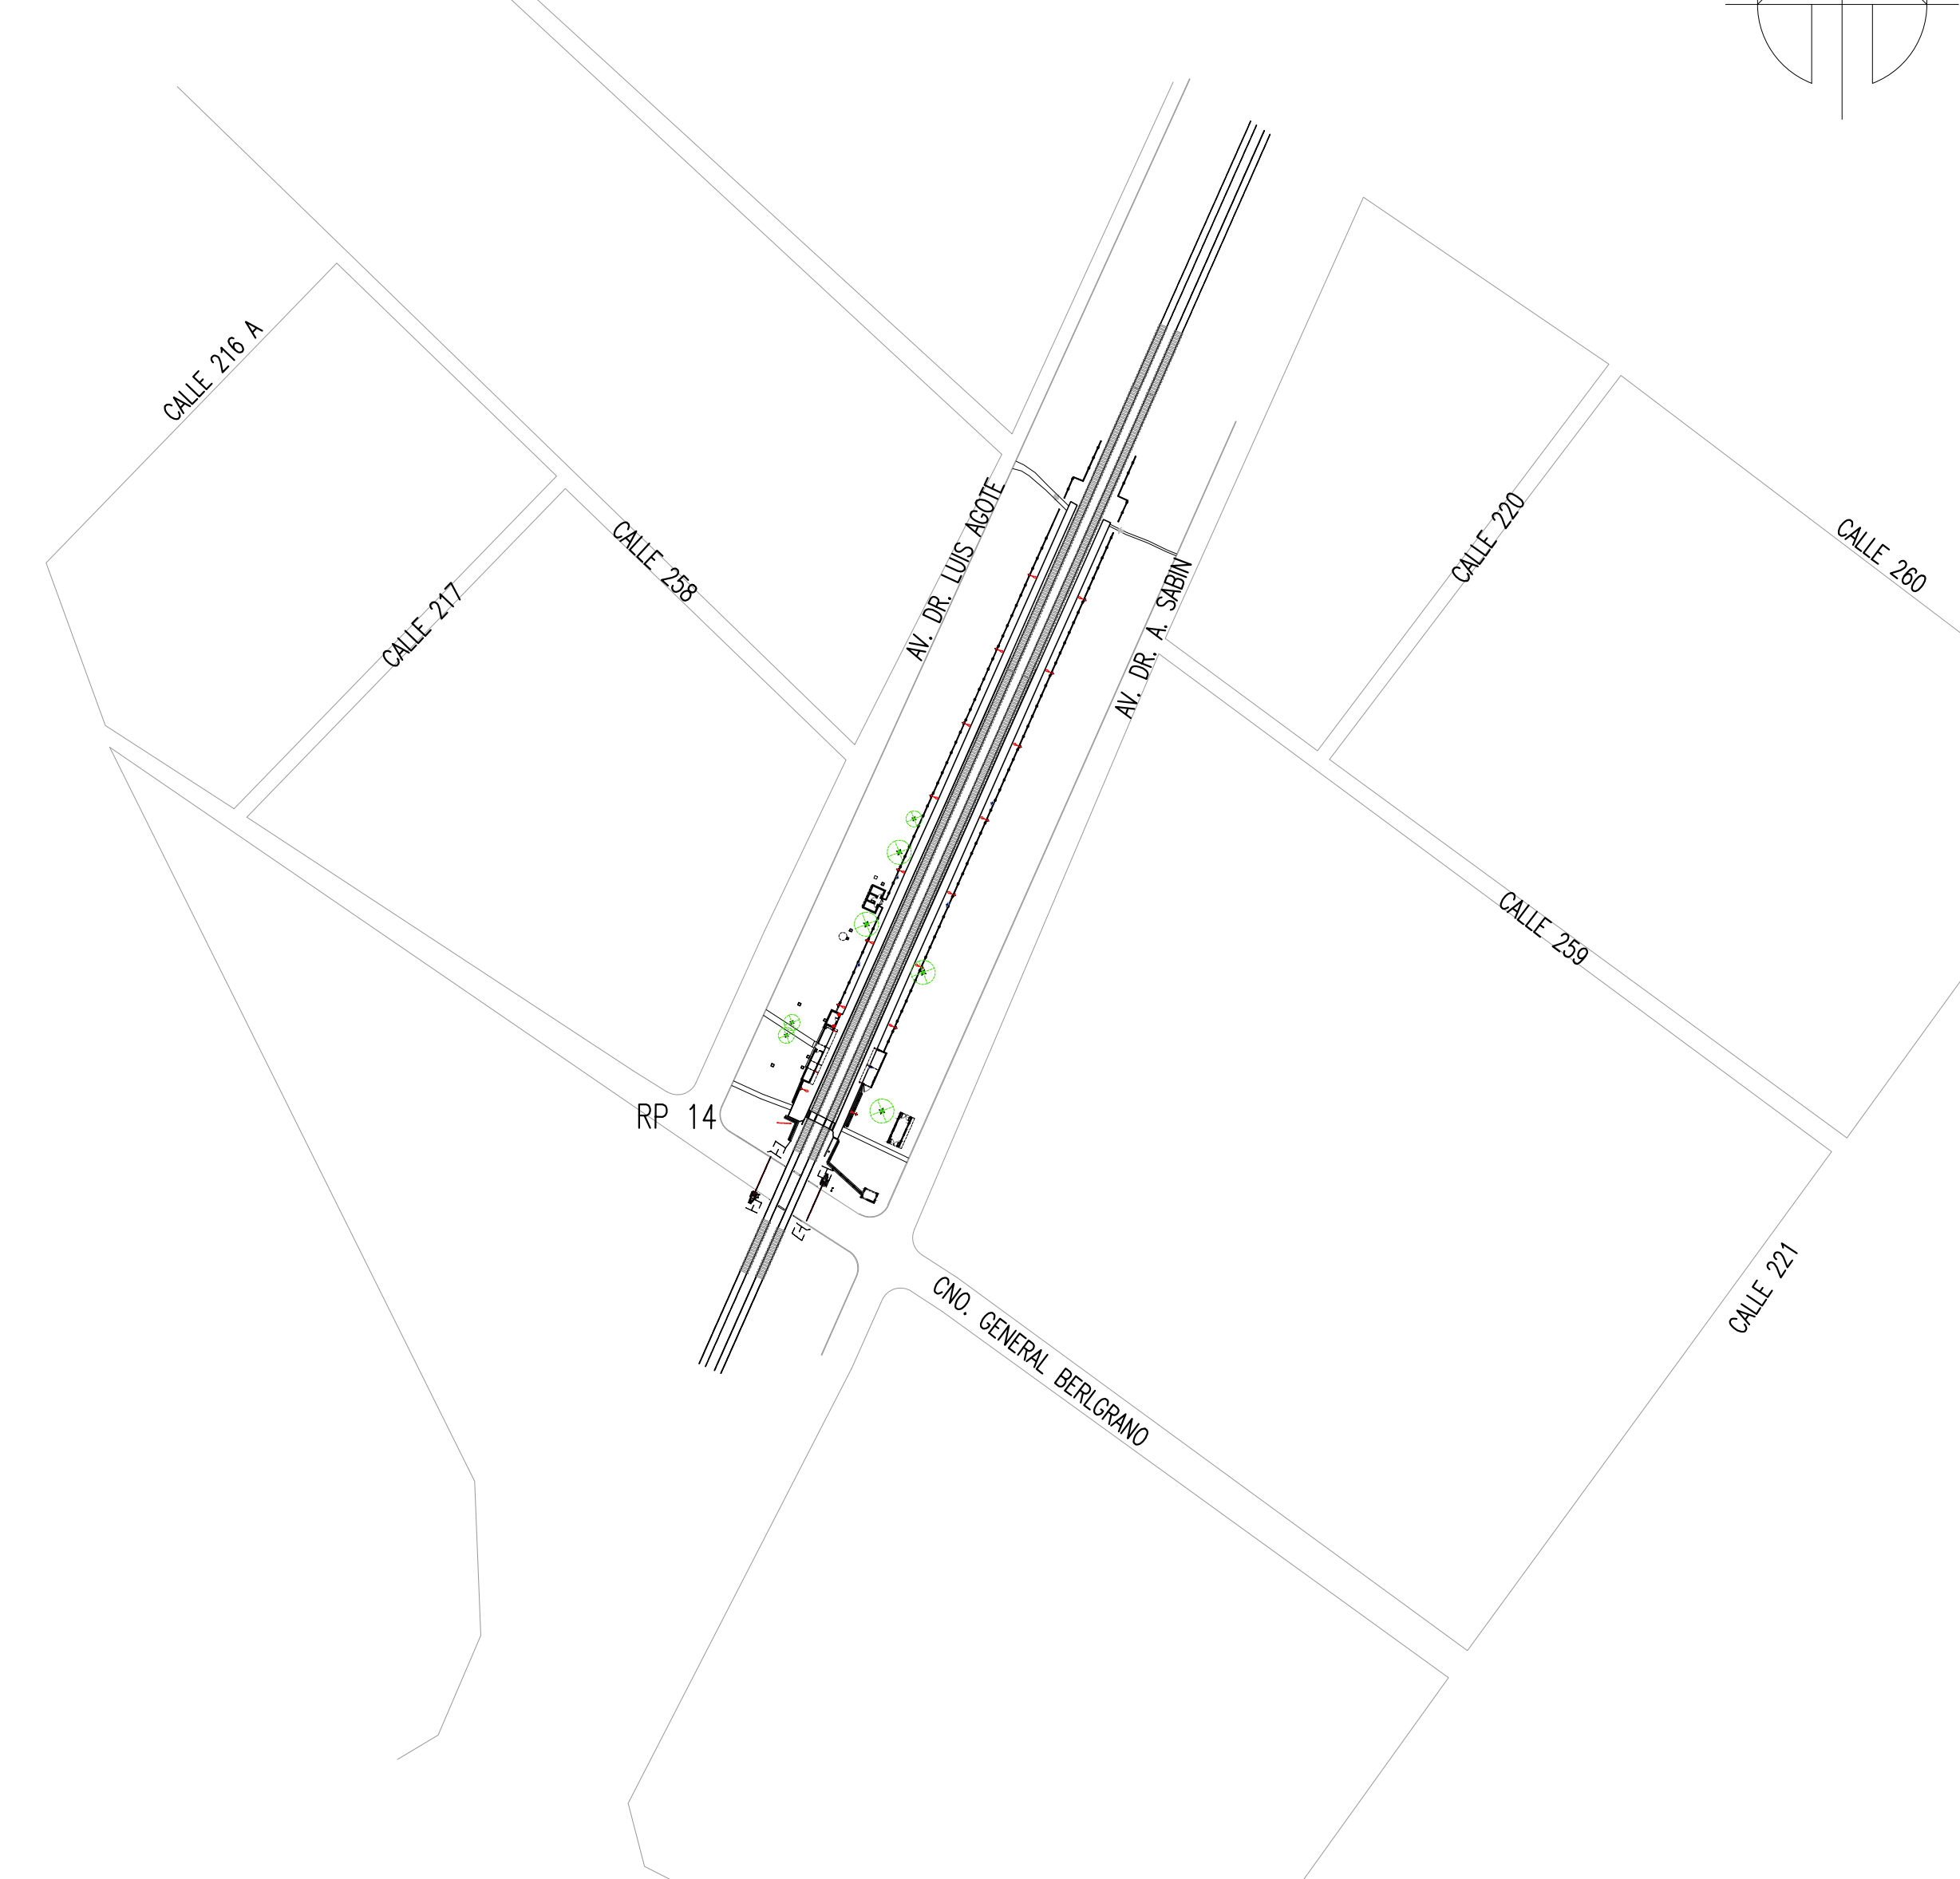 CALLE 216 A
AV. DR. LUIS AGOTE
CALLE 220
CALLE 260
CALLE 258
AV. DR. A. SABIN
CALLE 217
CALLE 259
RP 14
CALLE 221
CNO. GENERAL BERLGRANO